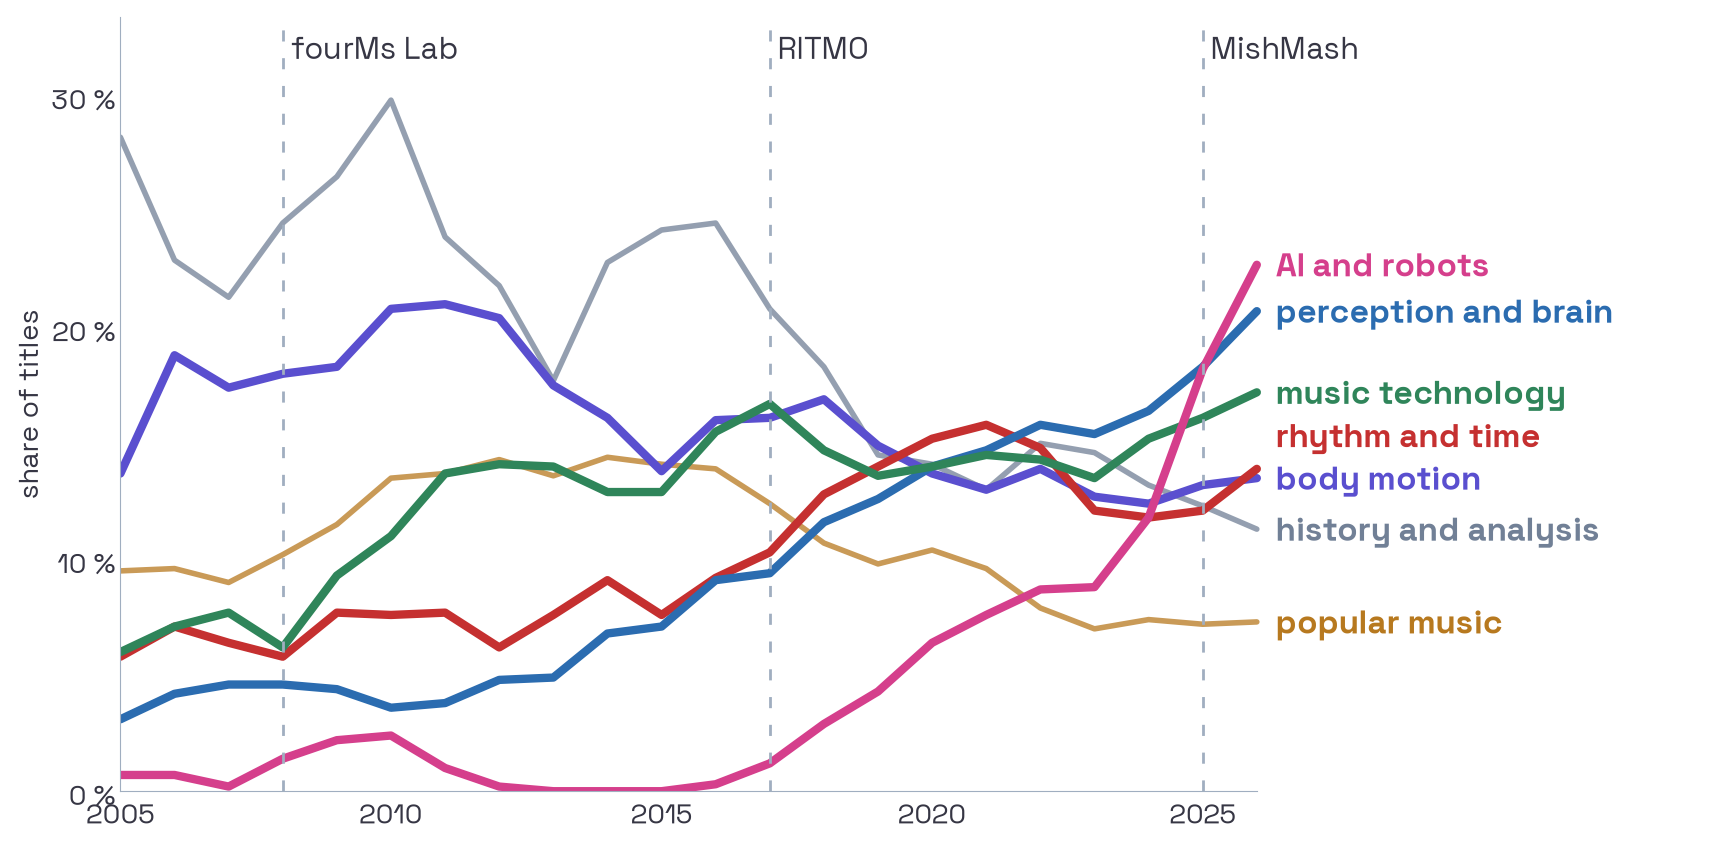 fourMs Lab
RITMO
MishMash
30 %
20 %
10 %
0 %
share of titles
2005
2010
2015
2020
2025
AI and robots
perception and brain
music technology
rhythm and time
body motion
history and analysis
popular music